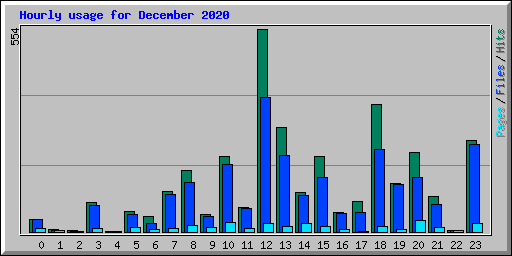 Hourly usage for December 2020
554
Pages / Files / Hits
0 1 2 3 4 5 6 7 8 9 10 11 12 13 14 15 16 17 18 19 20 21 22 23